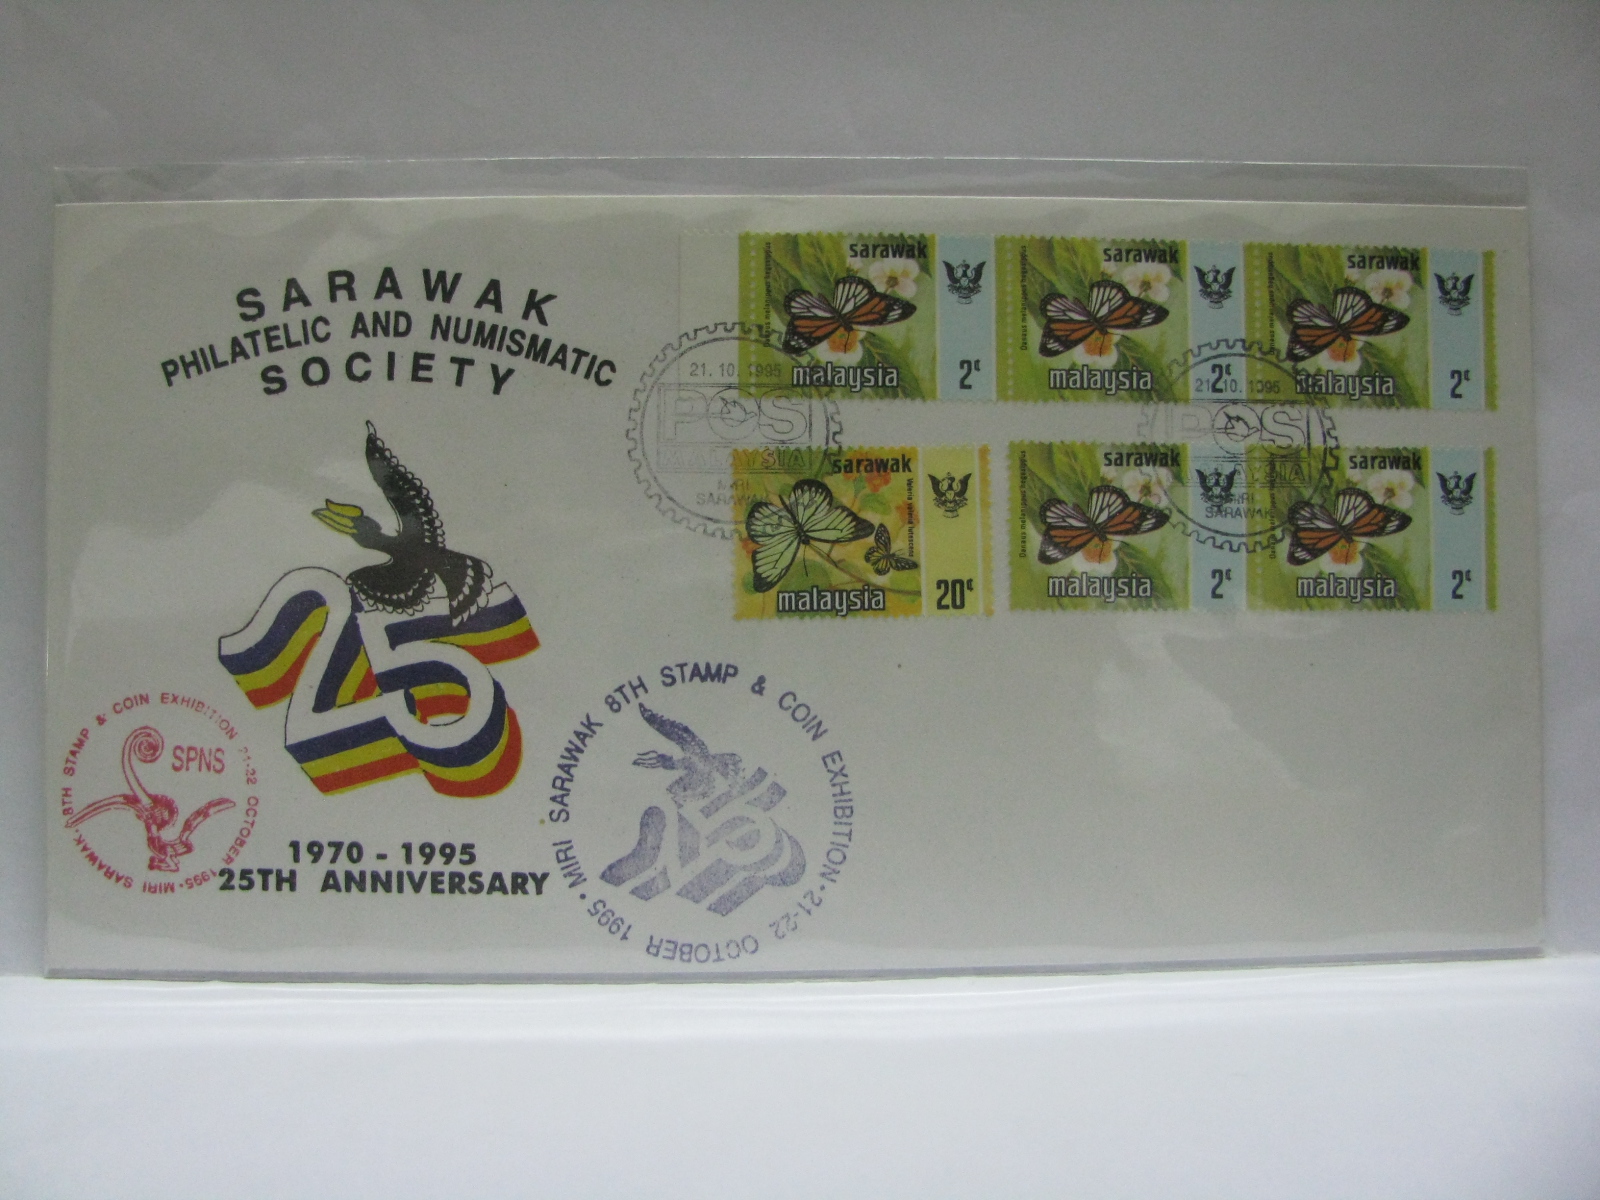 SARAWAK
PHILATELIC AND NUMISMATIC
SOCIETY
25
1970 - 1995
25TH ANNIVERSARY
8TH STAMP & COIN EXHIBITION 21-22 OCTOBER 1995 · MIRI SARAWAK ·
SPNS
MIRI SARAWAK 8TH STAMP & COIN EXHIBITION · 21-22 OCTOBER 1995 ·
25
21.10.1995
POS
MALAYSIA
MIRI
SARAWAK
21.10.1995
POS
MALAYSIA
MIRI
SARAWAK
sarawak
malaysia
2¢
sarawak
malaysia
2¢
sarawak
malaysia
2¢
sarawak
malaysia
20¢
sarawak
malaysia
2¢
sarawak
malaysia
2¢